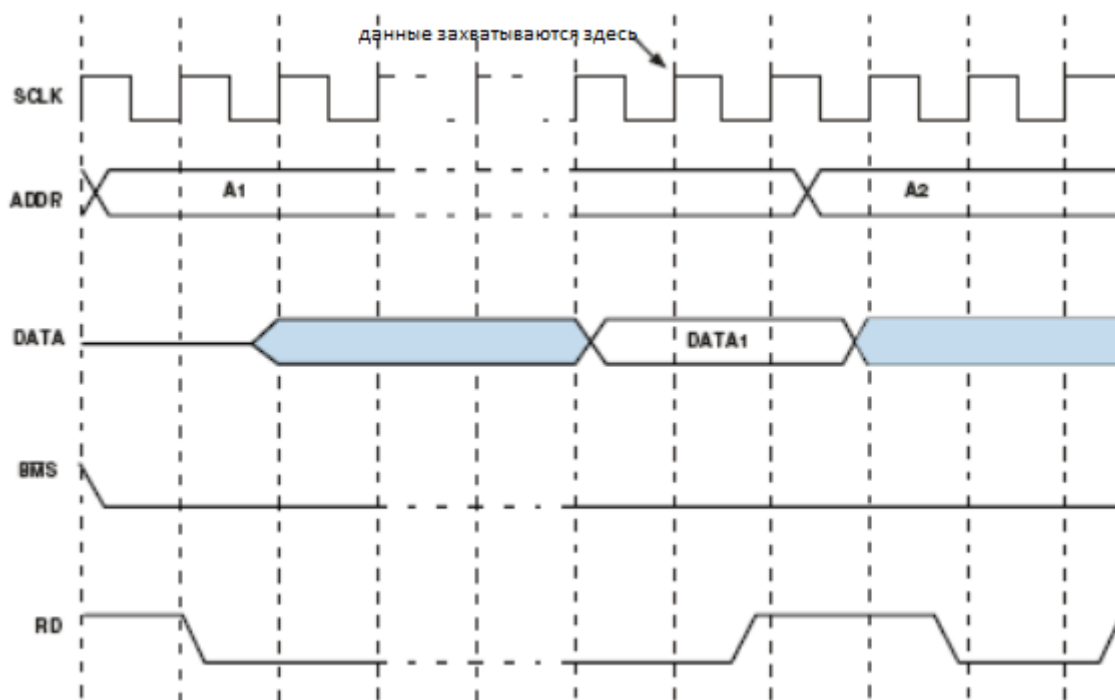 данные захватываются здесь
SCLK
ADDR
A1
A2
DATA
DATA1
BMS
RD